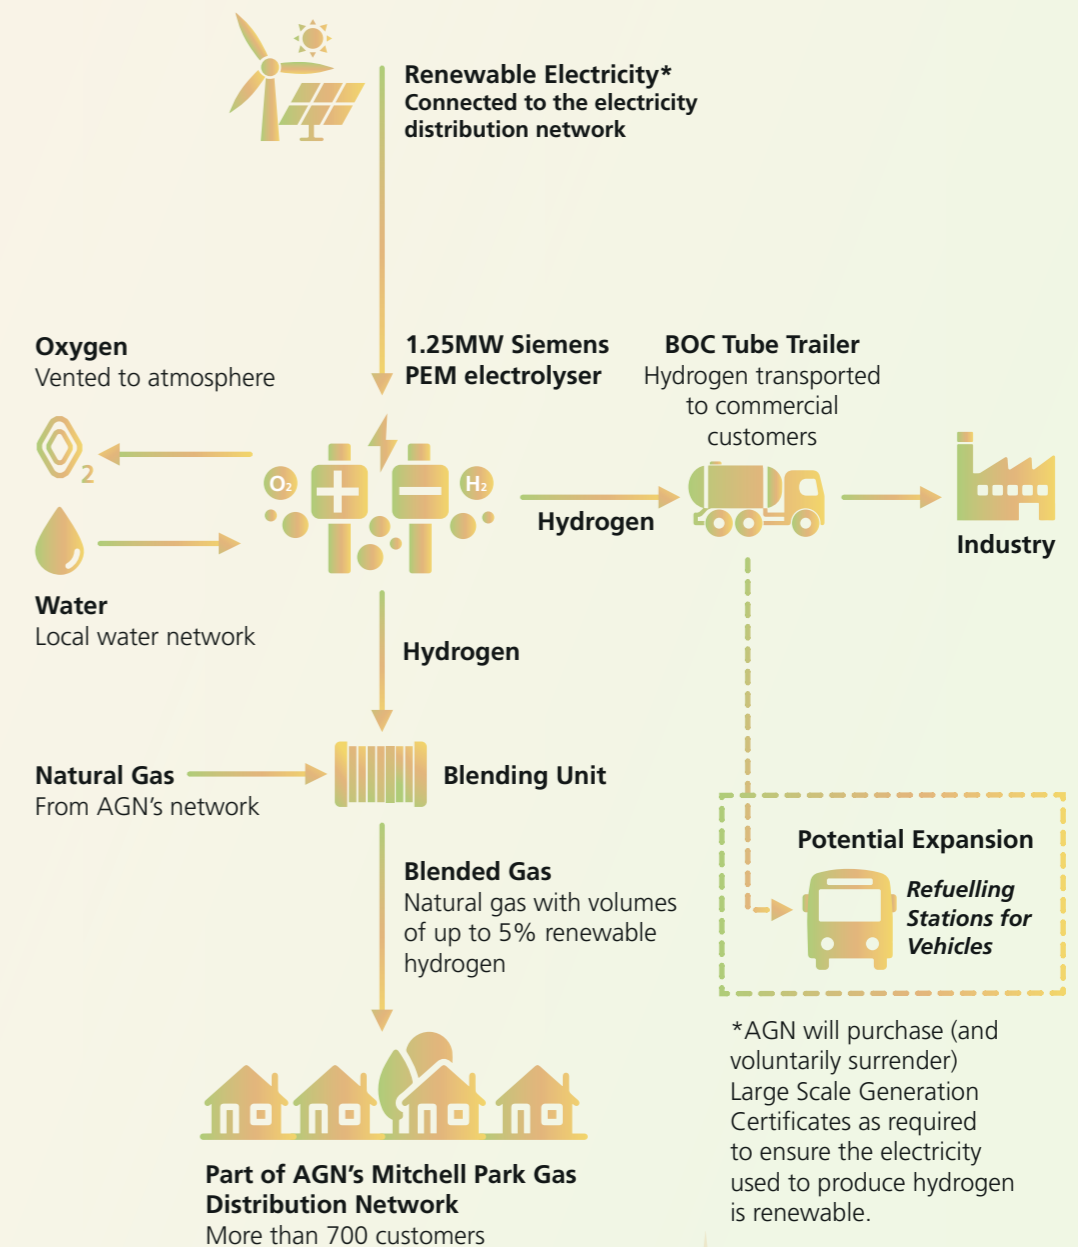 Renewable Electricity*
Connected to the electricity
distribution network
Oxygen
Vented to atmosphere
2
1.25MW Siemens
PEM electrolyser
BOC Tube Trailer
Hydrogen transported
to commercial
customers
O₂
H₂
Hydrogen
Industry
Water
Local water network
Hydrogen
Natural Gas
From AGN’s network
Blending Unit
Blended Gas
Natural gas with volumes
of up to 5% renewable
hydrogen
Potential Expansion
Refuelling
Stations for
Vehicles
*AGN will purchase (and
voluntarily surrender)
Large Scale Generation
Certificates as required
to ensure the electricity
used to produce hydrogen
is renewable.
Part of AGN’s Mitchell Park Gas
Distribution Network
More than 700 customers